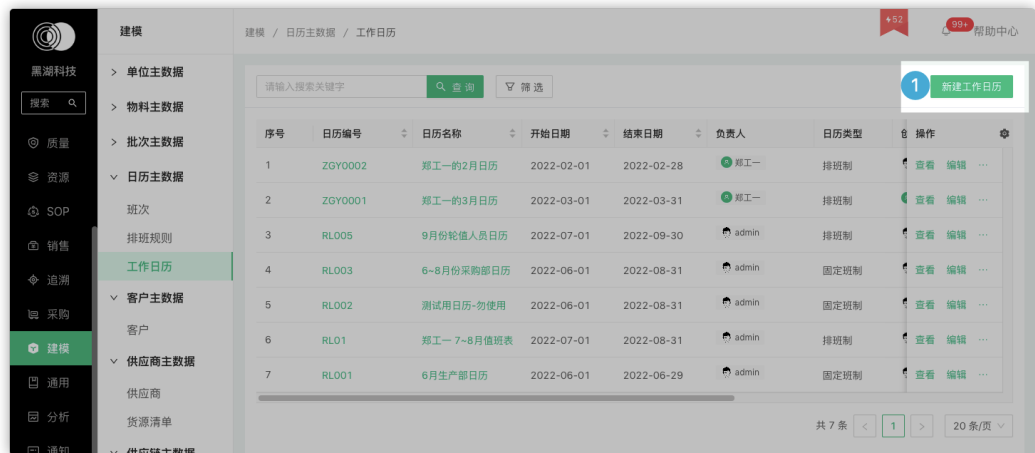 建模
建模 / 日历主数据 / 工作日历
+52
99+
帮助中心
黑湖科技
搜索
质量
资源
SOP
销售
追溯
采购
建模
通用
分析
通知
> 单位主数据
> 物料主数据
> 批次主数据
日历主数据
班次
排班规则
工作日历
客户主数据
客户
供应商主数据
供应商
货源清单
供应链主数据
请输入搜索关键字 查询 筛选
1 新建工作日历
序号 日历编号 日历名称 开始日期 结束日期 负责人 日历类型 操作
1 ZGY0002 郑工一的2月日历 2022-02-01 2022-02-28 郑工一 排班制 查看 编辑 ...
2 ZGY0001 郑工一的3月日历 2022-03-01 2022-03-31 郑工一 排班制 查看 编辑 ...
3 RL005 9月份轮值人员日历 2022-07-01 2022-09-30 admin 排班制 查看 编辑 ...
4 RL003 6~8月份采购部日历 2022-06-01 2022-08-31 admin 固定班制 查看 编辑 ...
5 RL002 测试用日历-勿使用 2022-06-01 2022-08-31 admin 固定班制 查看 编辑 ...
6 RL01 郑工一 7~8月值班表 2022-07-01 2022-08-31 admin 排班制 查看 编辑 ...
7 RL001 6月生产部日历 2022-06-01 2022-06-29 admin 固定班制 查看 编辑 ...
共 7 条 < 1 > 20 条/页